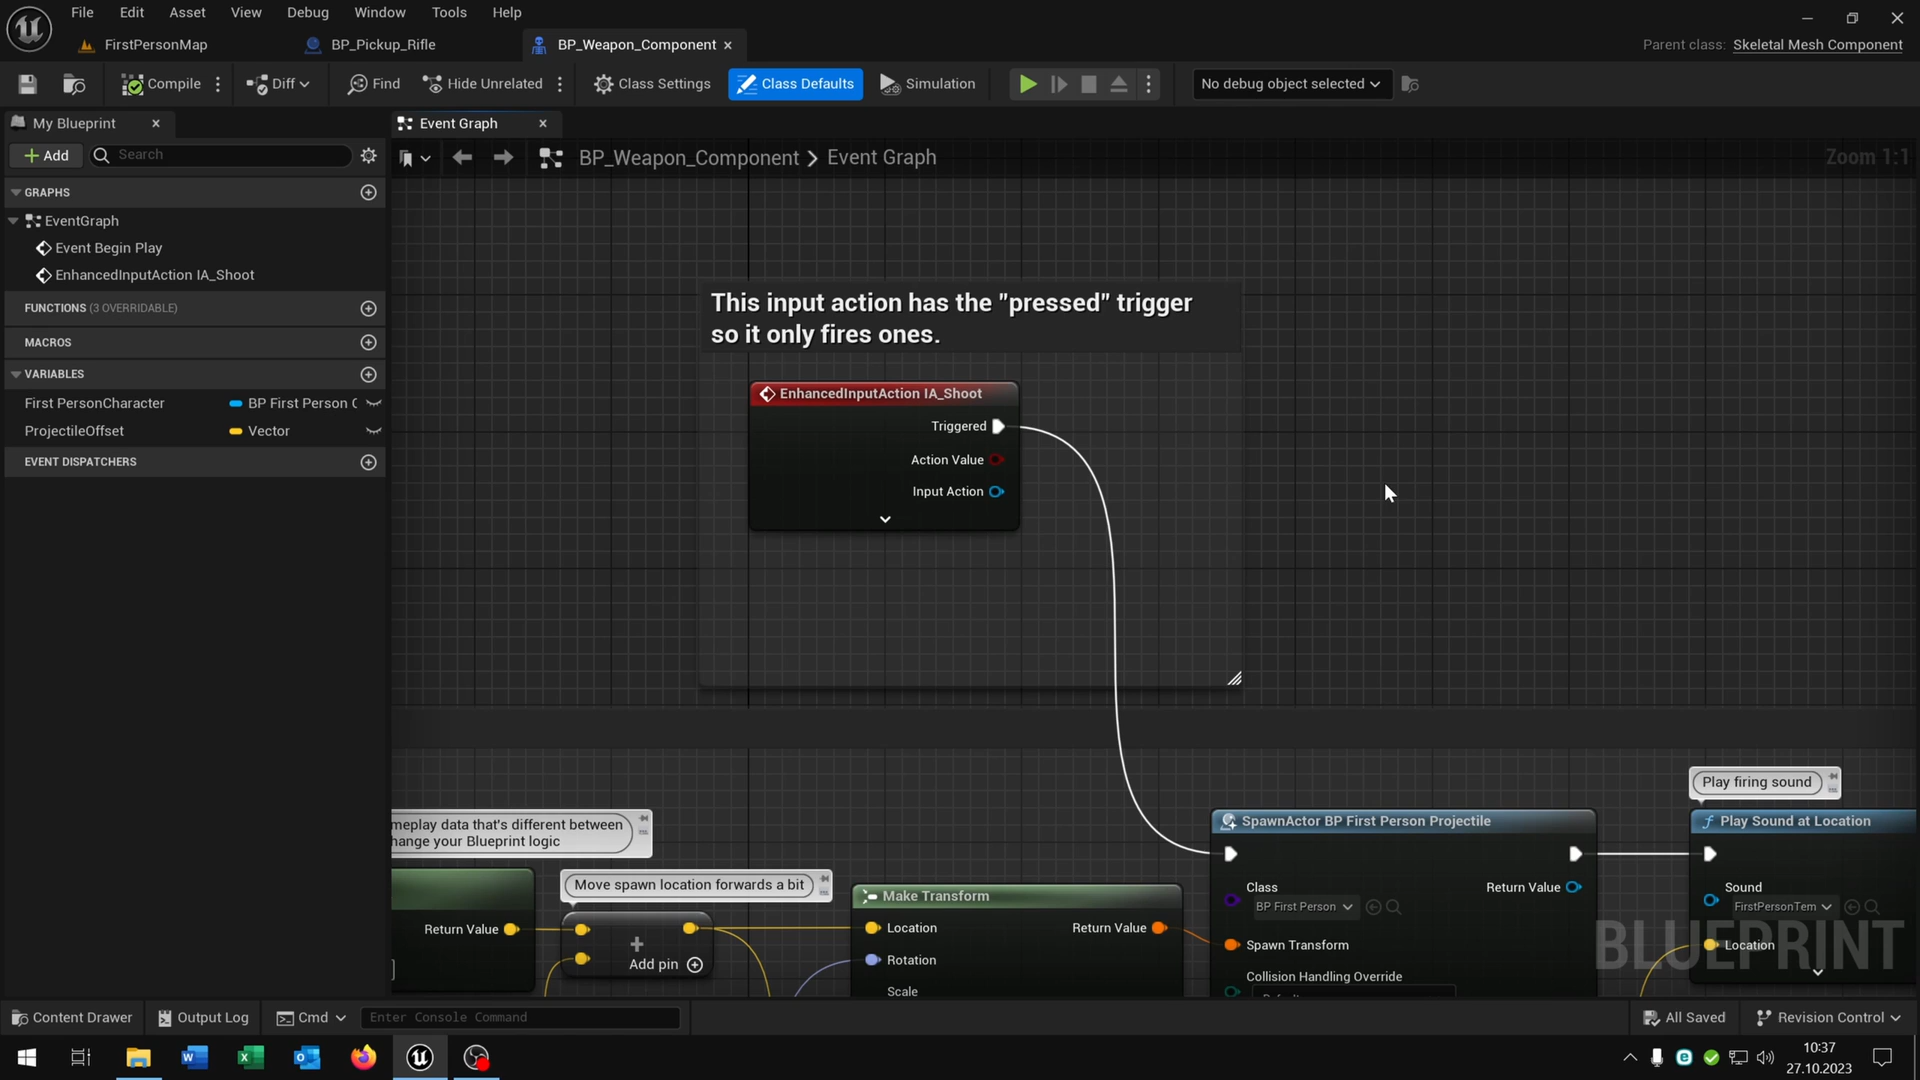 File Edit Asset View Debug Window Tools Help
FirstPersonMap BP_Pickup_Rifle BP_Weapon_Component Parent class: Skeletal Mesh Component
Compile Diff Find Hide Unrelated Class Settings Class Defaults Simulation No debug object selected
My Blueprint Event Graph
Add Search BP_Weapon_Component > Event Graph Zoom 1:1
GRAPHS
EventGraph
Event Begin Play
EnhancedInputAction IA_Shoot
FUNCTIONS (3 OVERRIDABLE)
MACROS
VARIABLES
First PersonCharacter BP First Person C
ProjectileOffset Vector
EVENT DISPATCHERS
This input action has the "pressed" trigger
so it only fires ones.
EnhancedInputAction IA_Shoot
Triggered
Action Value
Input Action
meplay data that's different between
hange your Blueprint logic
Return Value
Move spawn location forwards a bit
Add pin
Make Transform
Location Return Value
Rotation
Scale
SpawnActor BP First Person Projectile
Class
BP First Person
Return Value
Spawn Transform
Collision Handling Override
Play firing sound
Play Sound at Location
Sound
FirstPersonTem
Location
BLUEPRINT
Content Drawer Output Log Cmd Enter Console Command All Saved Revision Control
10:37
27.10.2023